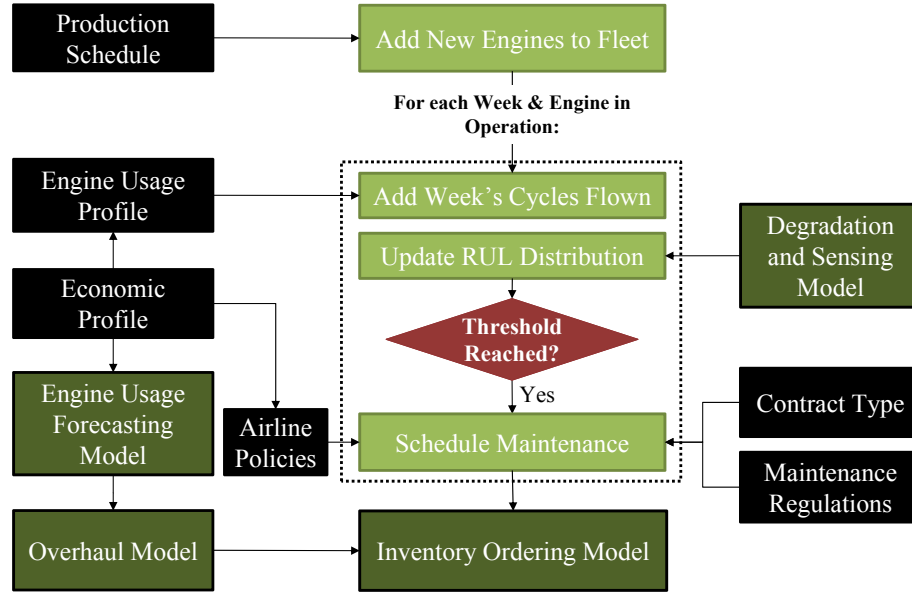 Production
Schedule
Add New Engines to Fleet
For each Week & Engine in
Operation:
Engine Usage
Profile
Add Week's Cycles Flown
Update RUL Distribution
Degradation
and Sensing
Model
Economic
Profile
Threshold
Reached?
Yes
Engine Usage
Forecasting
Model
Airline
Policies
Schedule Maintenance
Contract Type
Maintenance
Regulations
Overhaul Model
Inventory Ordering Model